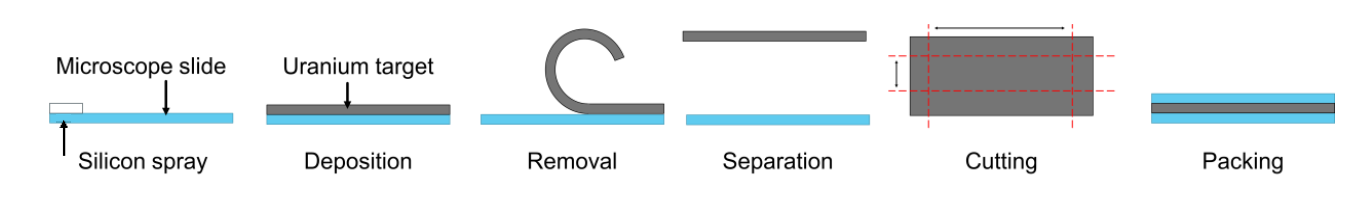 Microscope slide
Uranium target
Silicon spray
Deposition
Removal
Separation
Cutting
Packing